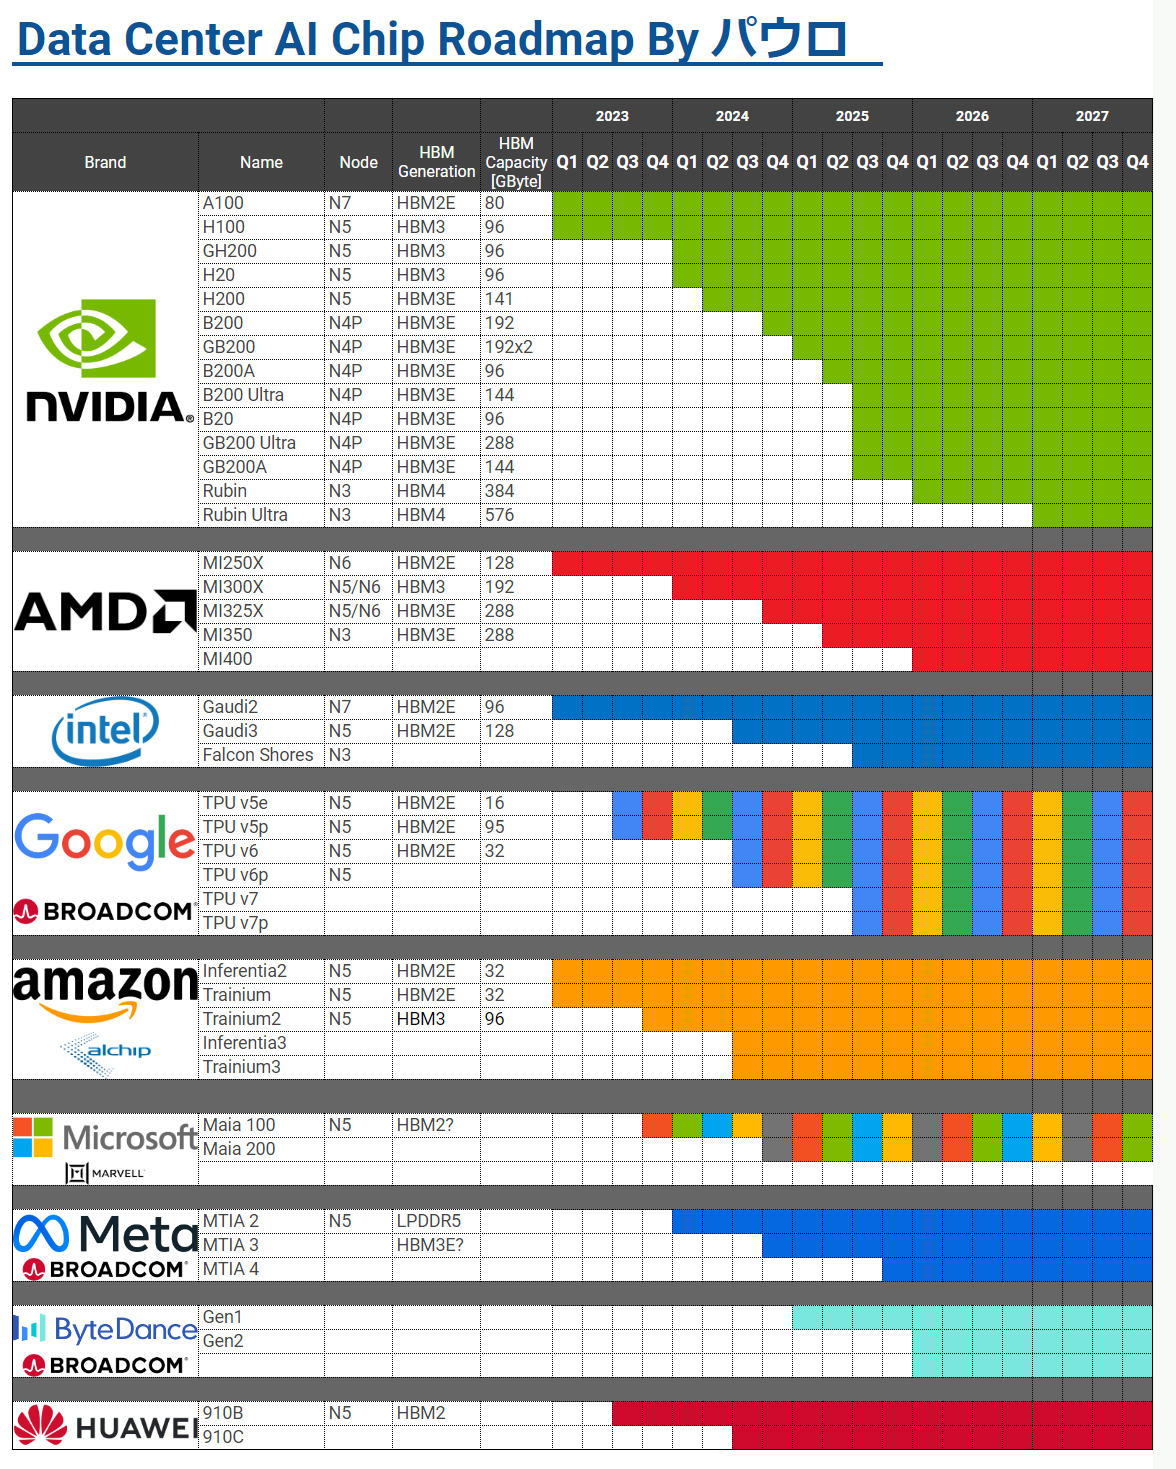 Data Center AI Chip Roadmap By パウロ
2023 2024 2025 2026 2027
Brand Name Node HBM Generation HBM Capacity [GByte] Q1 Q2 Q3 Q4 Q1 Q2 Q3 Q4 Q1 Q2 Q3 Q4 Q1 Q2 Q3 Q4 Q1 Q2 Q3 Q4
NVIDIA®
A100 N7 HBM2E 80
H100 N5 HBM3 96
GH200 N5 HBM3 96
H20 N5 HBM3 96
H200 N5 HBM3E 141
B200 N4P HBM3E 192
GB200 N4P HBM3E 192x2
B200A N4P HBM3E 96
B200 Ultra N4P HBM3E 144
B20 N4P HBM3E 96
GB200 Ultra N4P HBM3E 288
GB200A N4P HBM3E 144
Rubin N3 HBM4 384
Rubin Ultra N3 HBM4 576
AMD
MI250X N6 HBM2E 128
MI300X N5/N6 HBM3 192
MI325X N5/N6 HBM3E 288
MI350 N3 HBM3E 288
MI400
intel®
Gaudi2 N7 HBM2E 96
Gaudi3 N5 HBM2E 128
Falcon Shores N3
Google
BROADCOM®
TPU v5e N5 HBM2E 16
TPU v5p N5 HBM2E 95
TPU v6 N5 HBM2E 32
TPU v6p N5
TPU v7
TPU v7p
amazon
alchip
Inferentia2 N5 HBM2E 32
Trainium N5 HBM2E 32
Trainium2 N5 HBM3 96
Inferentia3
Trainium3
Microsoft
MARVELL
Maia 100 N5 HBM2?
Maia 200
Meta
BROADCOM®
MTIA 2 N5 LPDDR5
MTIA 3 HBM3E?
MTIA 4
ByteDance
BROADCOM®
Gen1
Gen2
HUAWEI
910B N5 HBM2
910C